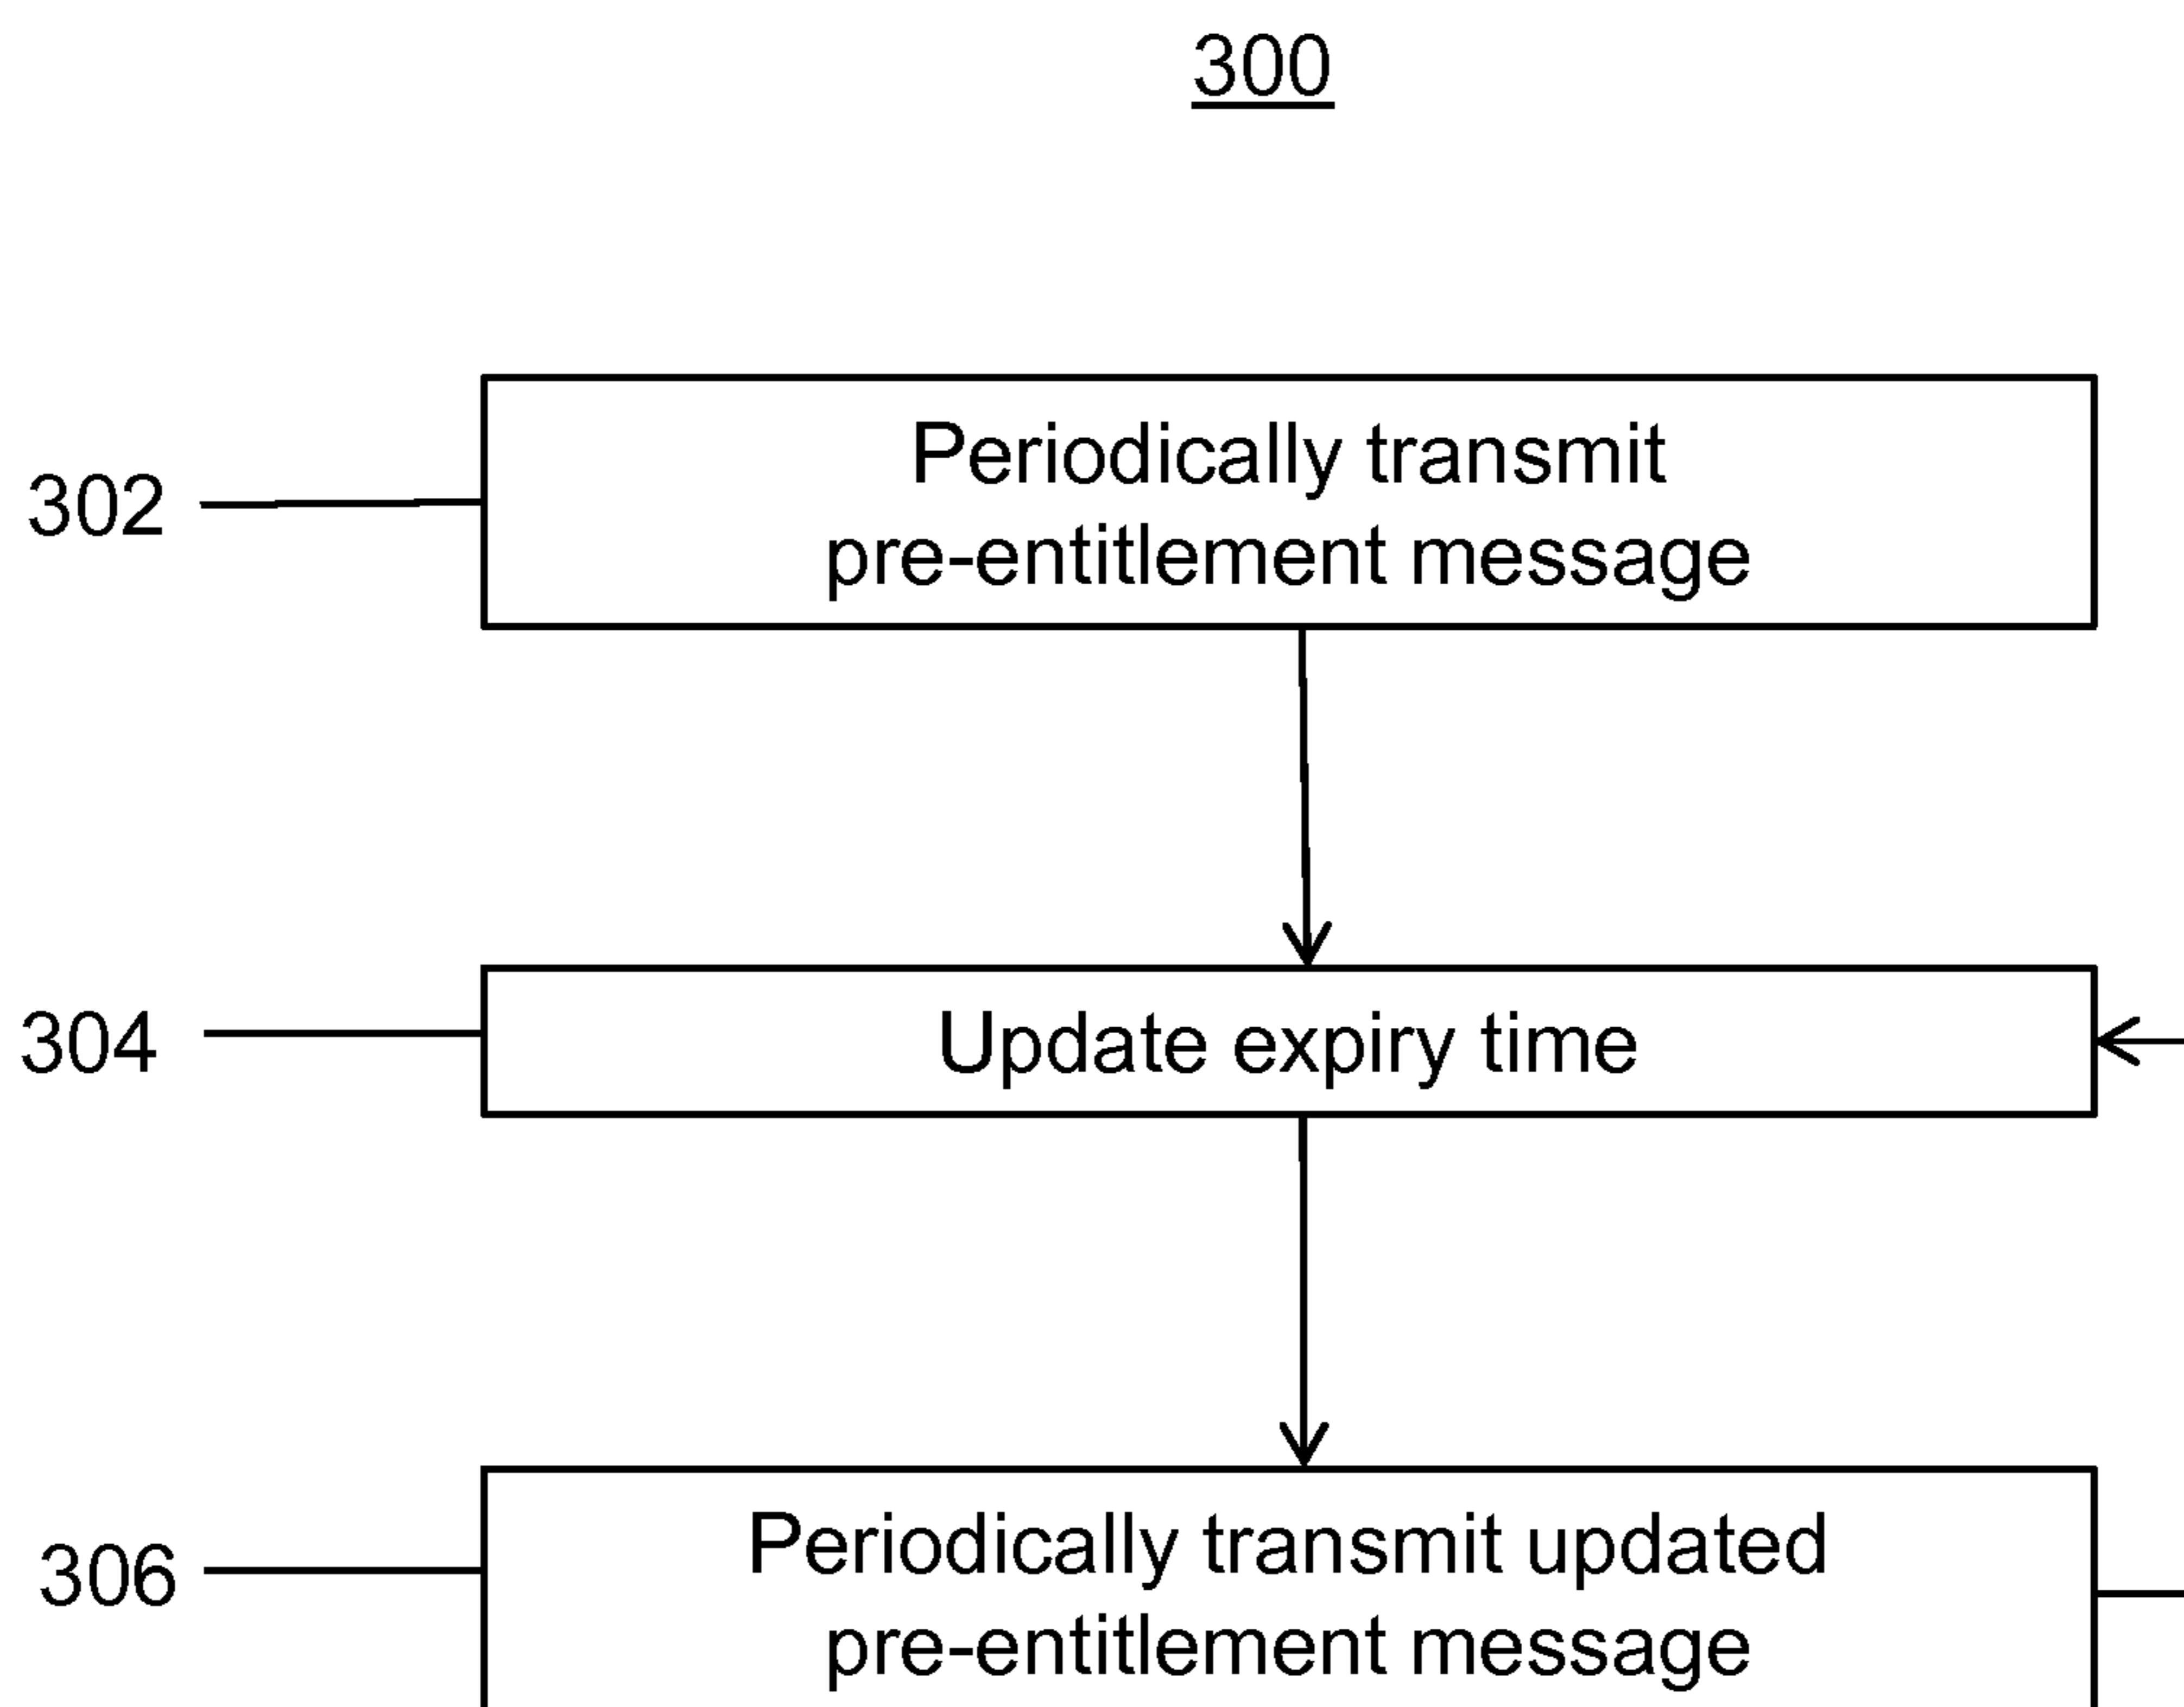 300
302
Periodically transmit
pre-entitlement message
304
Update expiry time
306
Periodically transmit updated
pre-entitlement message